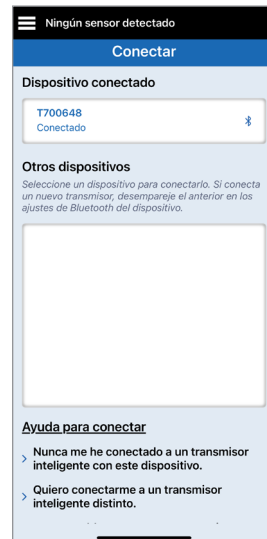 Ningún sensor detectado
Conectar
Dispositivo conectado
T700648
Conectado
Otros dispositivos
Seleccione un dispositivo para conectarlo. Si conecta
un nuevo transmisor, desempareje el anterior en los
ajustes de Bluetooth del dispositivo.
Ayuda para conectar
Nunca me he conectado a un transmisor
inteligente con este dispositivo.
Quiero conectarme a un transmisor
inteligente distinto.